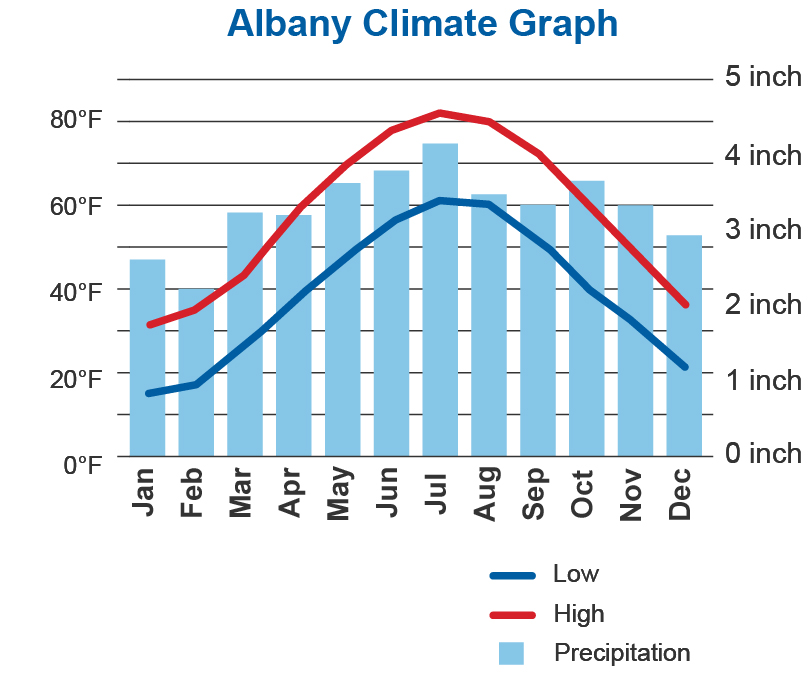 Albany Climate Graph
5 inch
80°F
4 inch
60°F
3 inch
40°F
2 inch
20°F
1 inch
0°F
0 inch
Jan Feb Mar Apr May Jun Jul Aug Sep Oct Nov Dec
Low
High
Precipitation